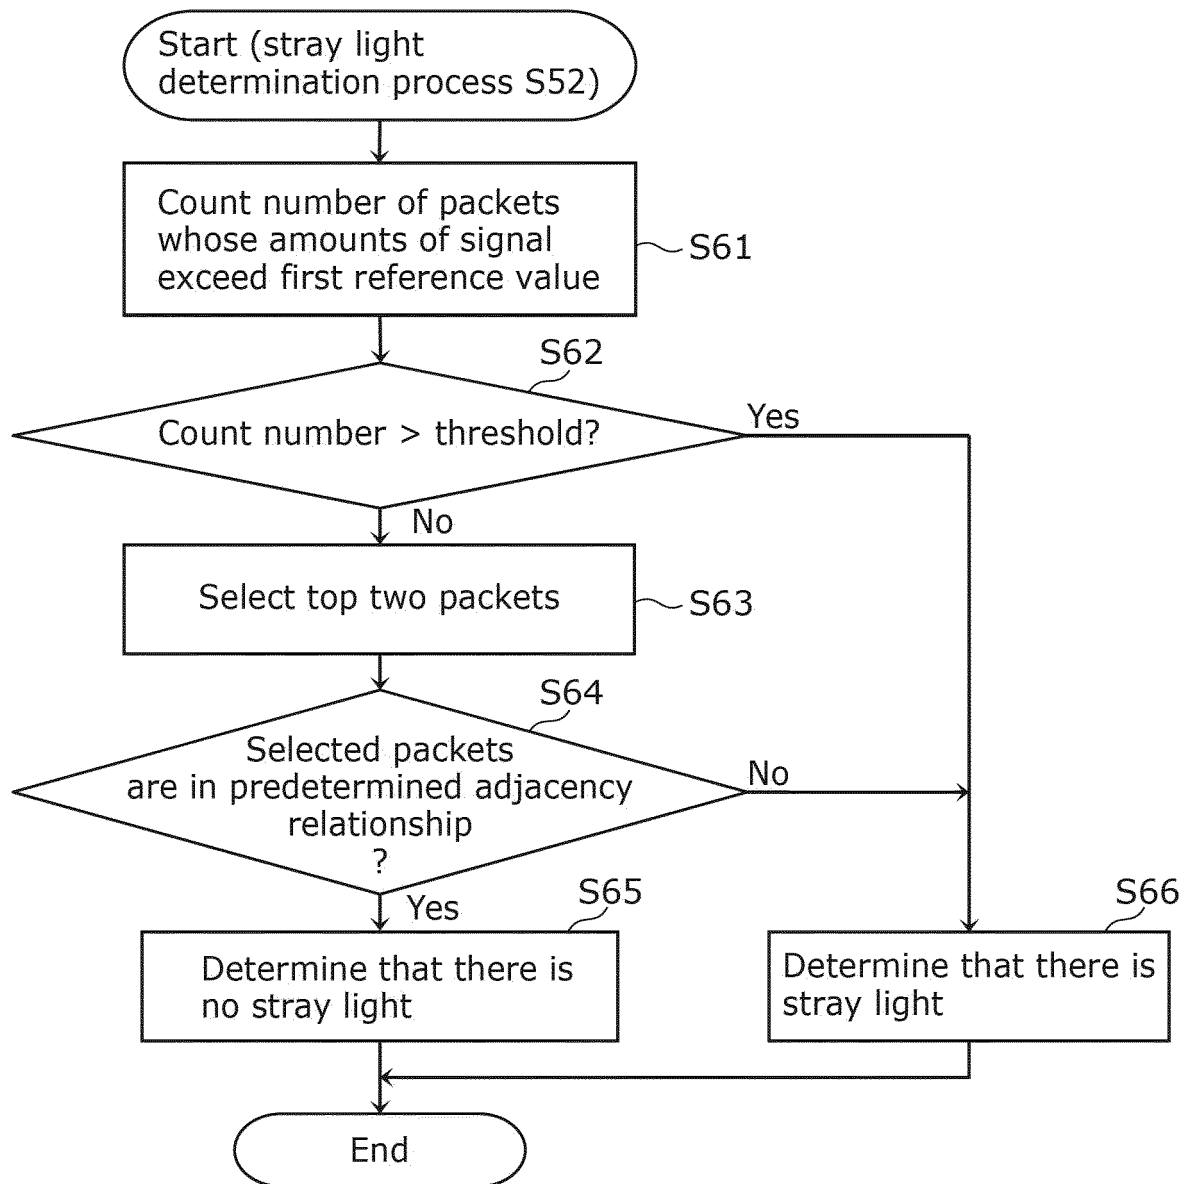 Start (stray light
determination process S52)
Count number of packets
whose amounts of signal
exceed first reference value
S61
S62
Count number > threshold?
Yes
No
Select top two packets
S63
S64
Selected packets
are in predetermined adjacency
relationship
?
No
Yes
S65
S66
Determine that there is
no stray light
Determine that there is
stray light
End